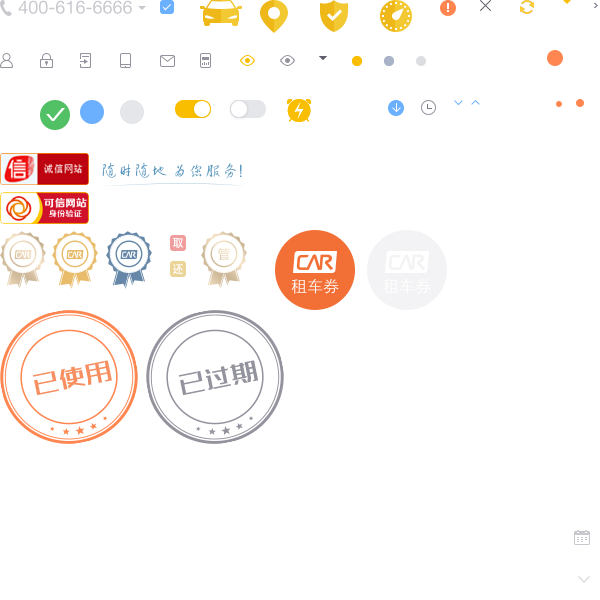 400-616-6666
信 诚信网站
随时随地 为您服务!
可信网站
身份验证
CAR
CAR
CAR
取
还
管
CAR
租车券
CAR
租车券
已使用
已过期